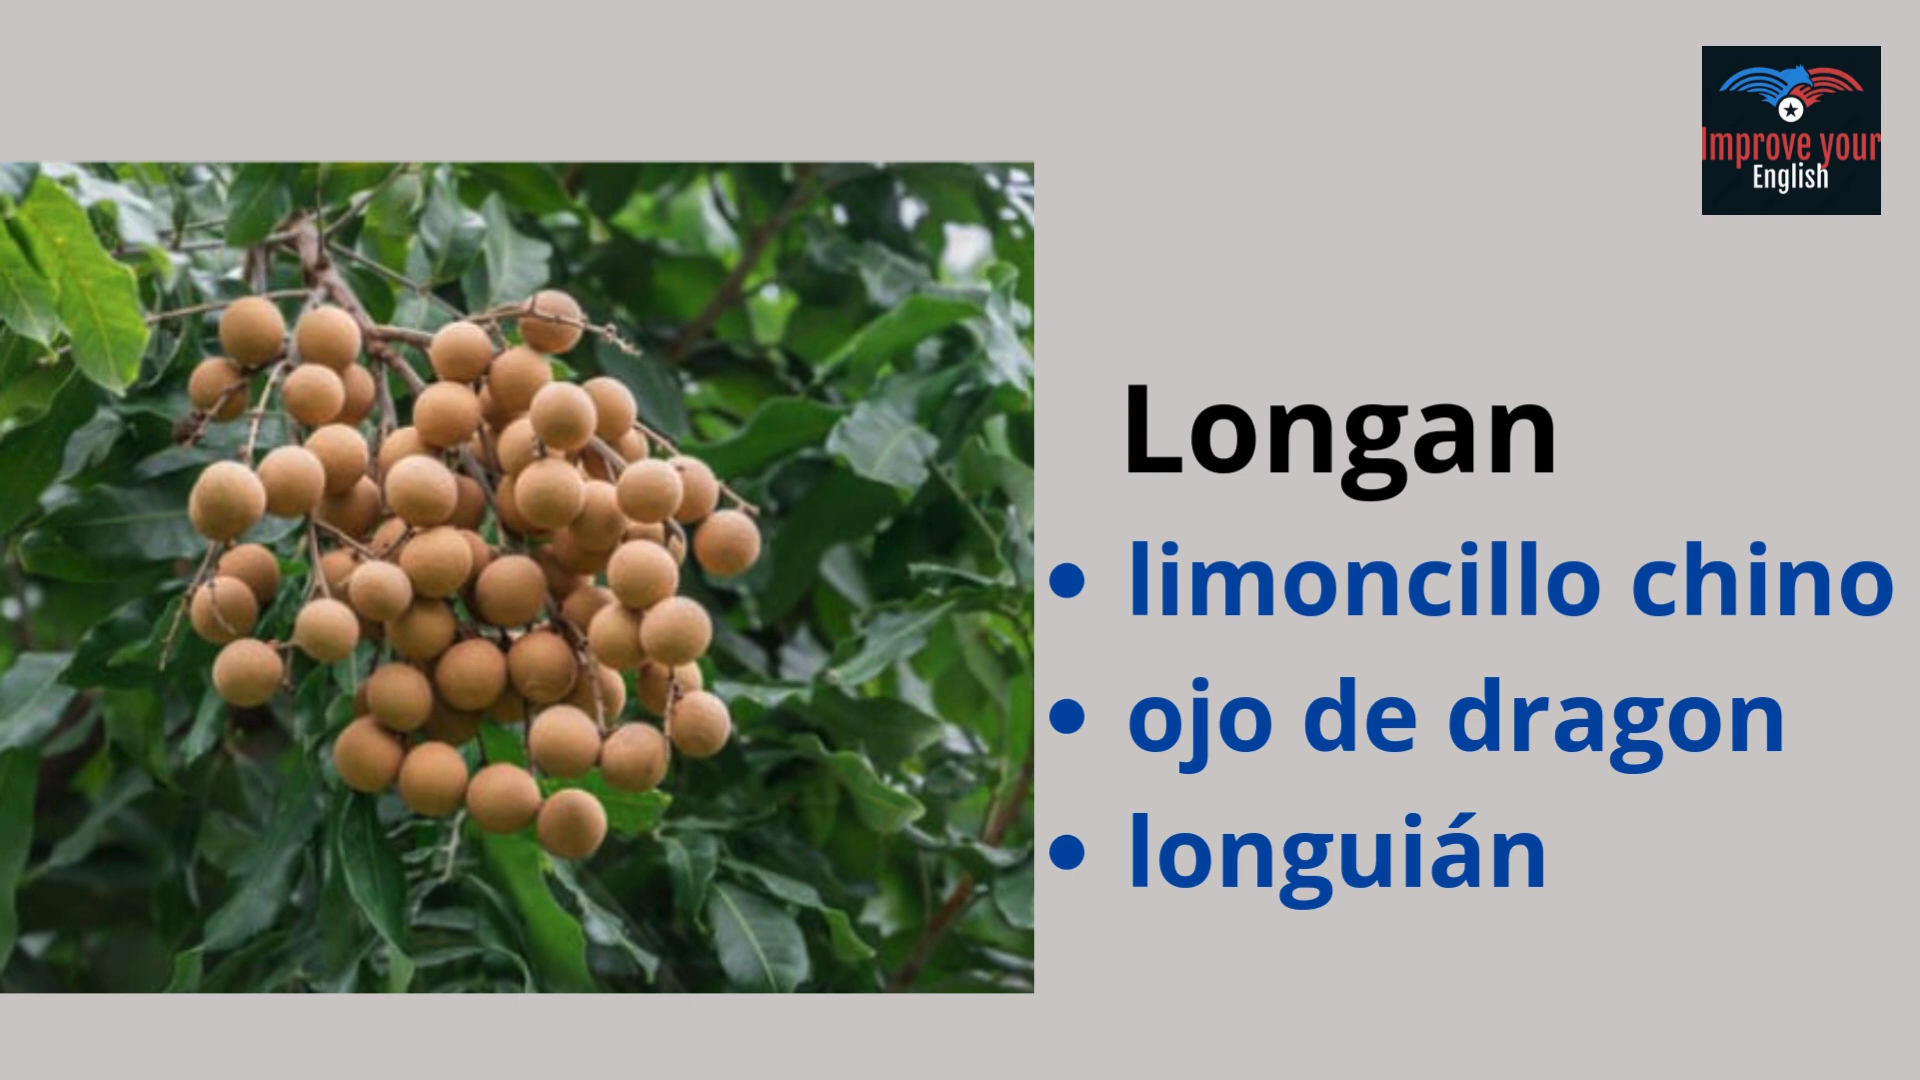 Improve your
English
Longan
• limoncillo chino
• ojo de dragon
• longuián